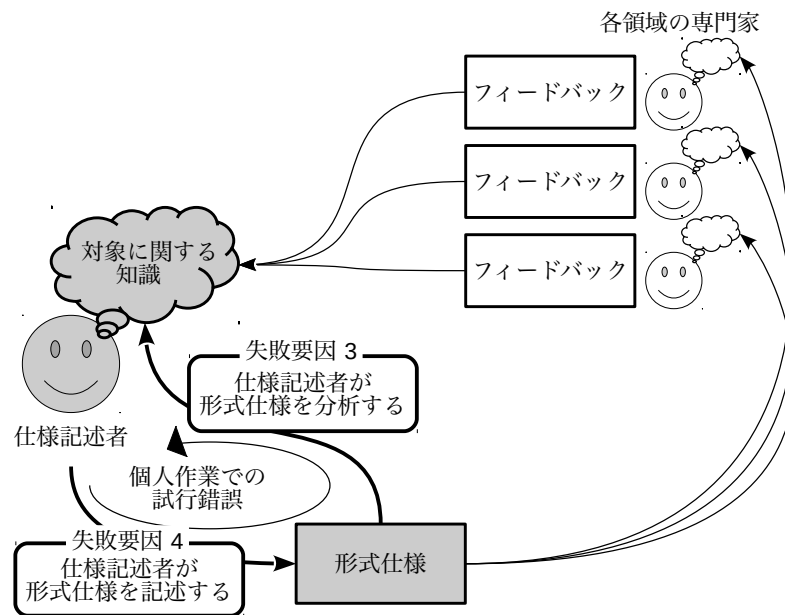 各領域の専門家
フィードバック
フィードバック
フィードバック
対象に関する
知識
失敗要因 3
仕様記述者が
形式仕様を分析する
仕様記述者
個人作業での
試行錯誤
失敗要因 4
仕様記述者が
形式仕様を記述する
形式仕様